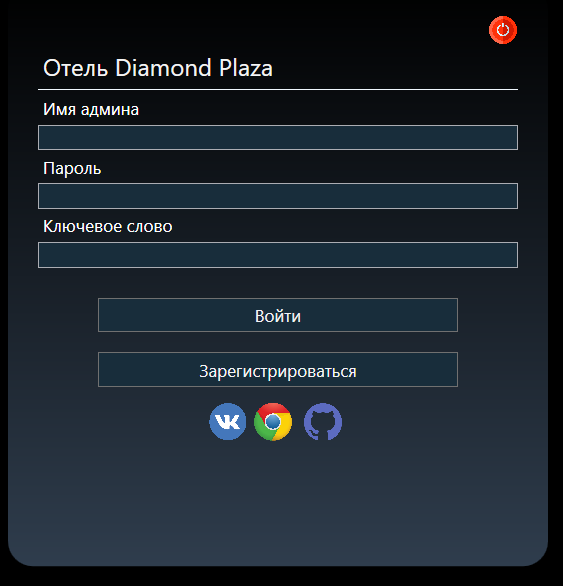 Отель Diamond Plaza
Имя админа
Пароль
Ключевое слово
Войти
Зарегистрироваться